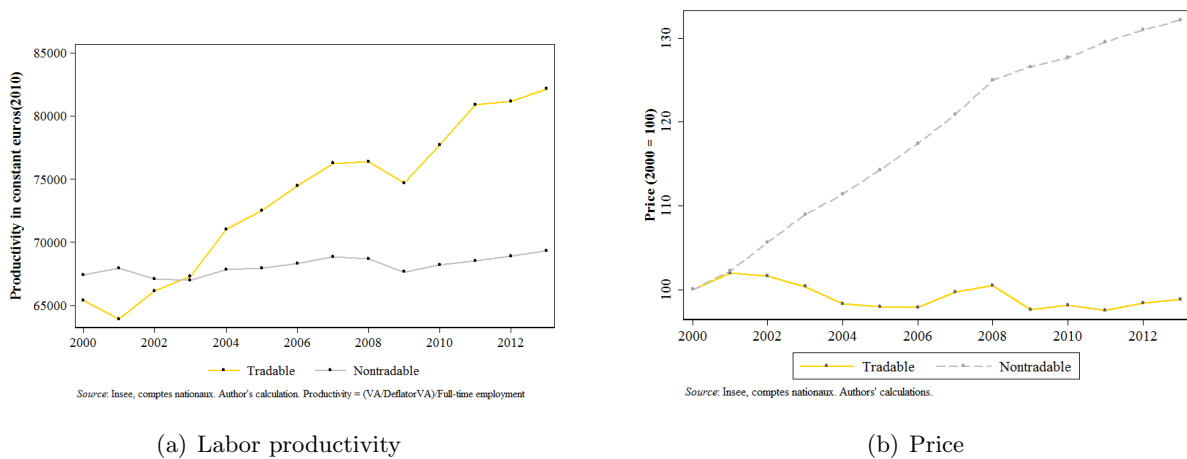 Productivity in constant euros(2010)
85000
80000
75000
70000
65000
2000 2002 2004 2006 2008 2010 2012
Tradable Nontradable
Source: Insee, comptes nationaux. Author's calculation. Productivity = (VA/DeflatorVA)/Full-time employment
(a) Labor productivity
Price (2000 = 100)
130
120
110
100
2000 2002 2004 2006 2008 2010 2012
Tradable Nontradable
Source: Insee, comptes nationaux. Authors' calculations.
(b) Price